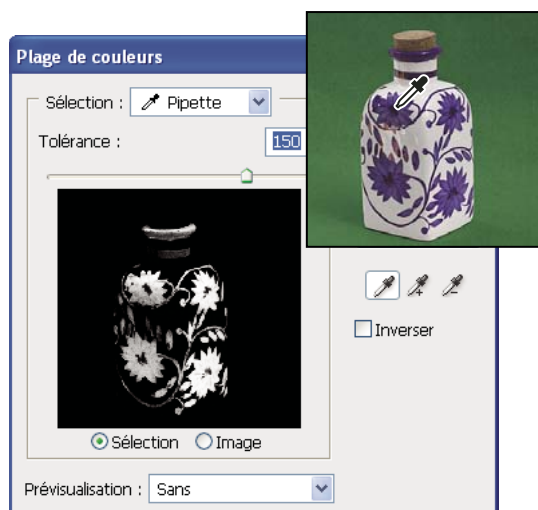 Plage de couleurs
Sélection : Pipette
Tolérance : 150
Inverser
Sélection Image
Prévisualisation : Sans